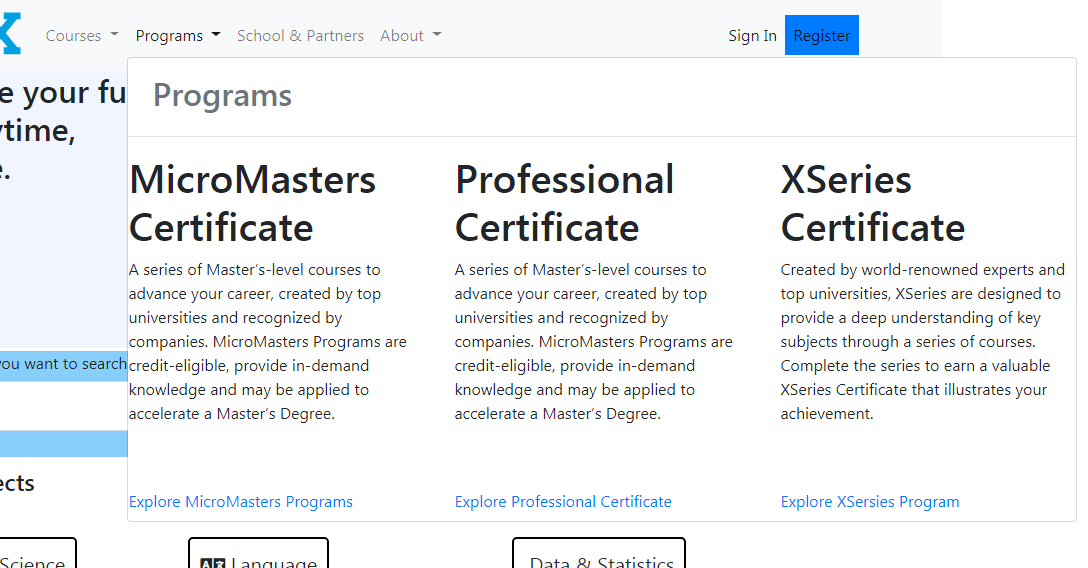 Courses Programs School & Partners About Sign In Register
e your fu
ytime,
e.
Programs
MicroMasters
Certificate
A series of Master's-level courses to
advance your career, created by top
universities and recognized by
companies. MicroMasters Programs are
credit-eligible, provide in-demand
knowledge and may be applied to
accelerate a Master's Degree.
Explore MicroMasters Programs
Professional
Certificate
A series of Master's-level courses to
advance your career, created by top
universities and recognized by
companies. MicroMasters Programs are
credit-eligible, provide in-demand
knowledge and may be applied to
accelerate a Master's Degree.
Explore Professional Certificate
XSeries
Certificate
Created by world-renowned experts and
top universities, XSeries are designed to
provide a deep understanding of key
subjects through a series of courses.
Complete the series to earn a valuable
XSeries Certificate that illustrates your
achievement.
Explore XSersies Program
you want to search
ects
Science
Language
Data & Statistics